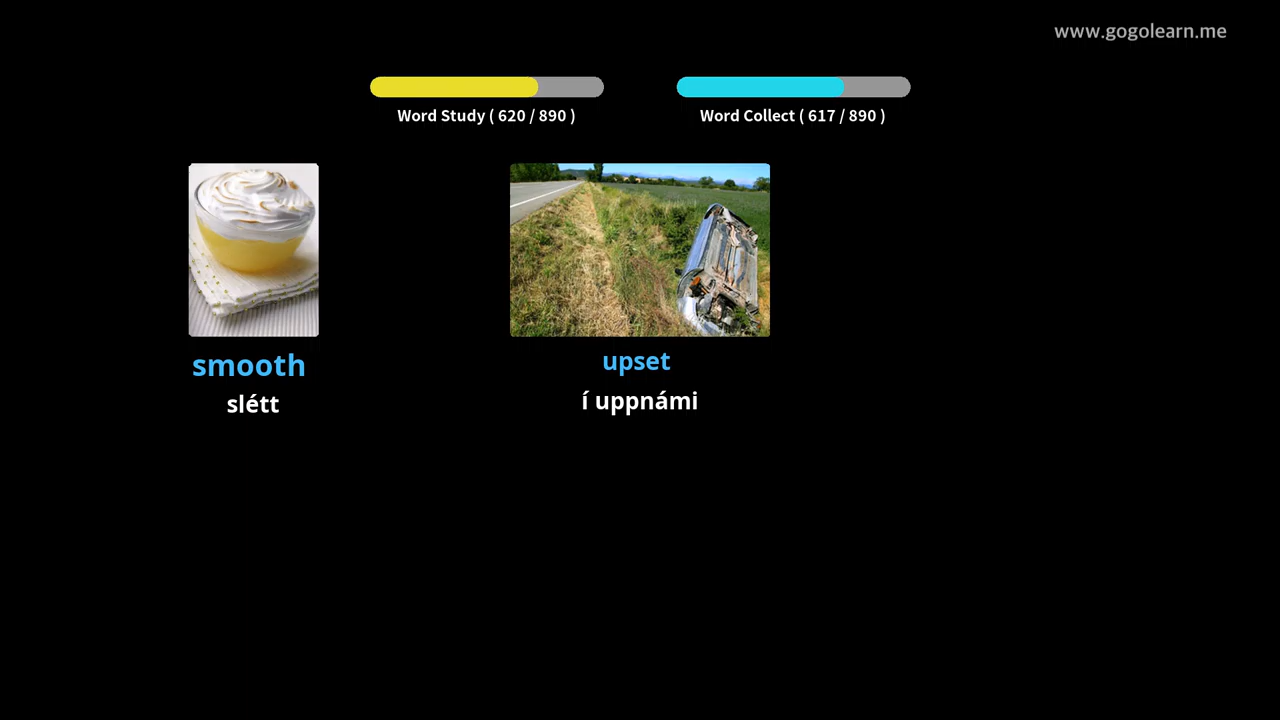 www.gogolearn.me
Word Study ( 620 / 890 )
Word Collect ( 617 / 890 )
smooth
slétt
upset
í uppnámi